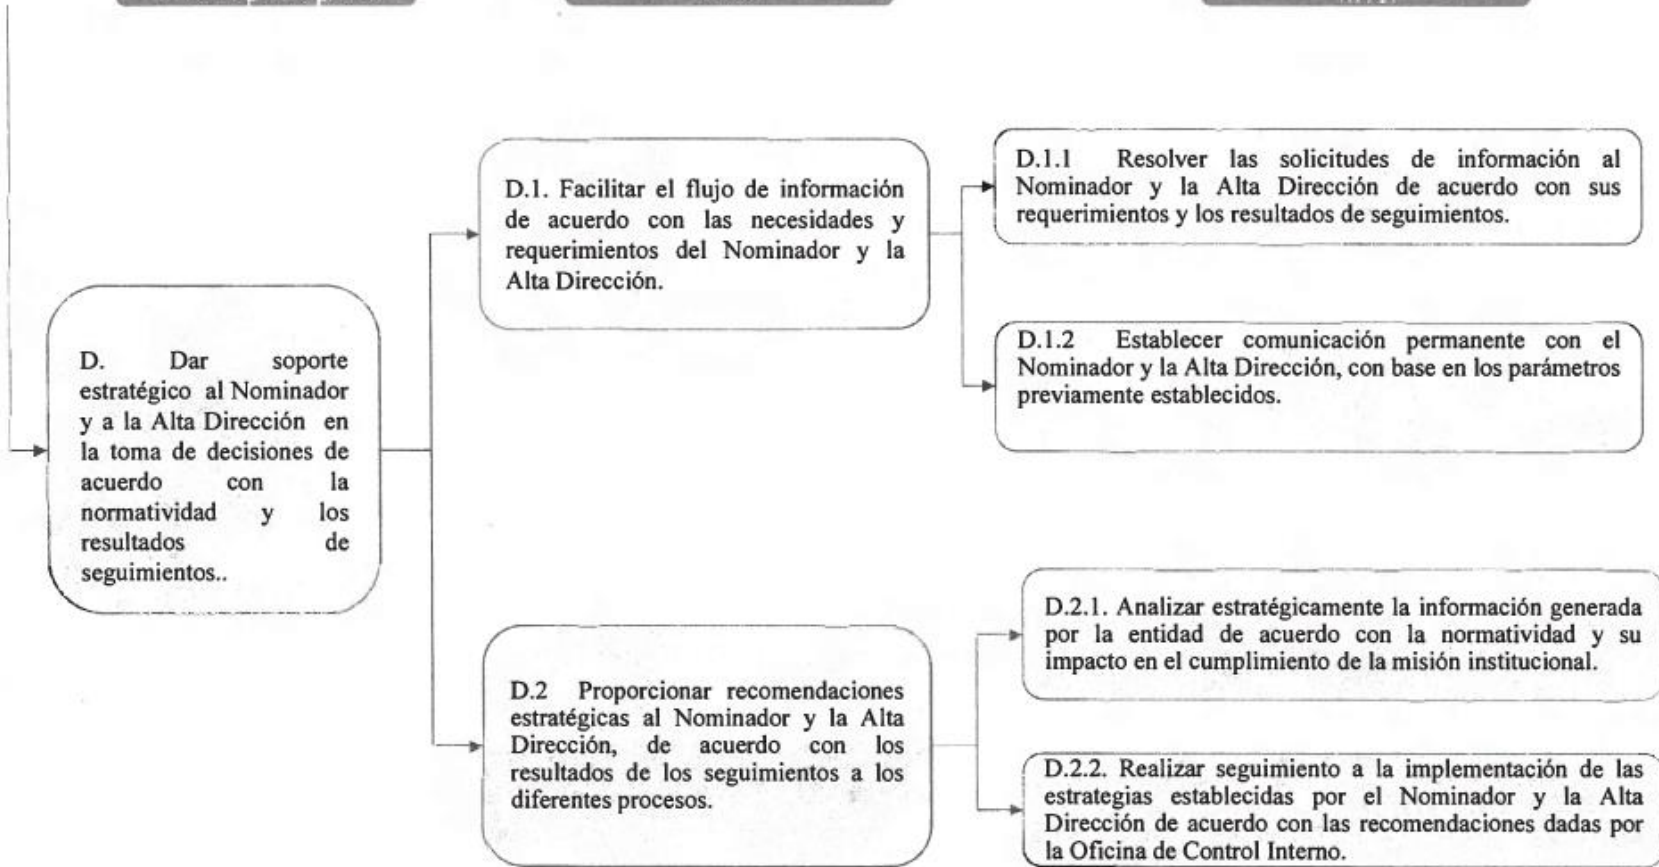 D. Dar soporte
estratégico al Nominador
y a la Alta Dirección en
la toma de decisiones de
acuerdo con la
normatividad y los
resultados de
seguimientos..
D.1. Facilitar el flujo de información
de acuerdo con las necesidades y
requerimientos del Nominador y la
Alta Dirección.
D.1.1 Resolver las solicitudes de información al
Nominador y la Alta Dirección de acuerdo con sus
requerimientos y los resultados de seguimientos.
D.1.2 Establecer comunicación permanente con el
Nominador y la Alta Dirección, con base en los parámetros
previamente establecidos.
D.2 Proporcionar recomendaciones
estratégicas al Nominador y la Alta
Dirección, de acuerdo con los
resultados de los seguimientos a los
diferentes procesos.
D.2.1. Analizar estratégicamente la información generada
por la entidad de acuerdo con la normatividad y su
impacto en el cumplimiento de la misión institucional.
D.2.2. Realizar seguimiento a la implementación de las
estrategias establecidas por el Nominador y la Alta
Dirección de acuerdo con las recomendaciones dadas por
la Oficina de Control Interno.